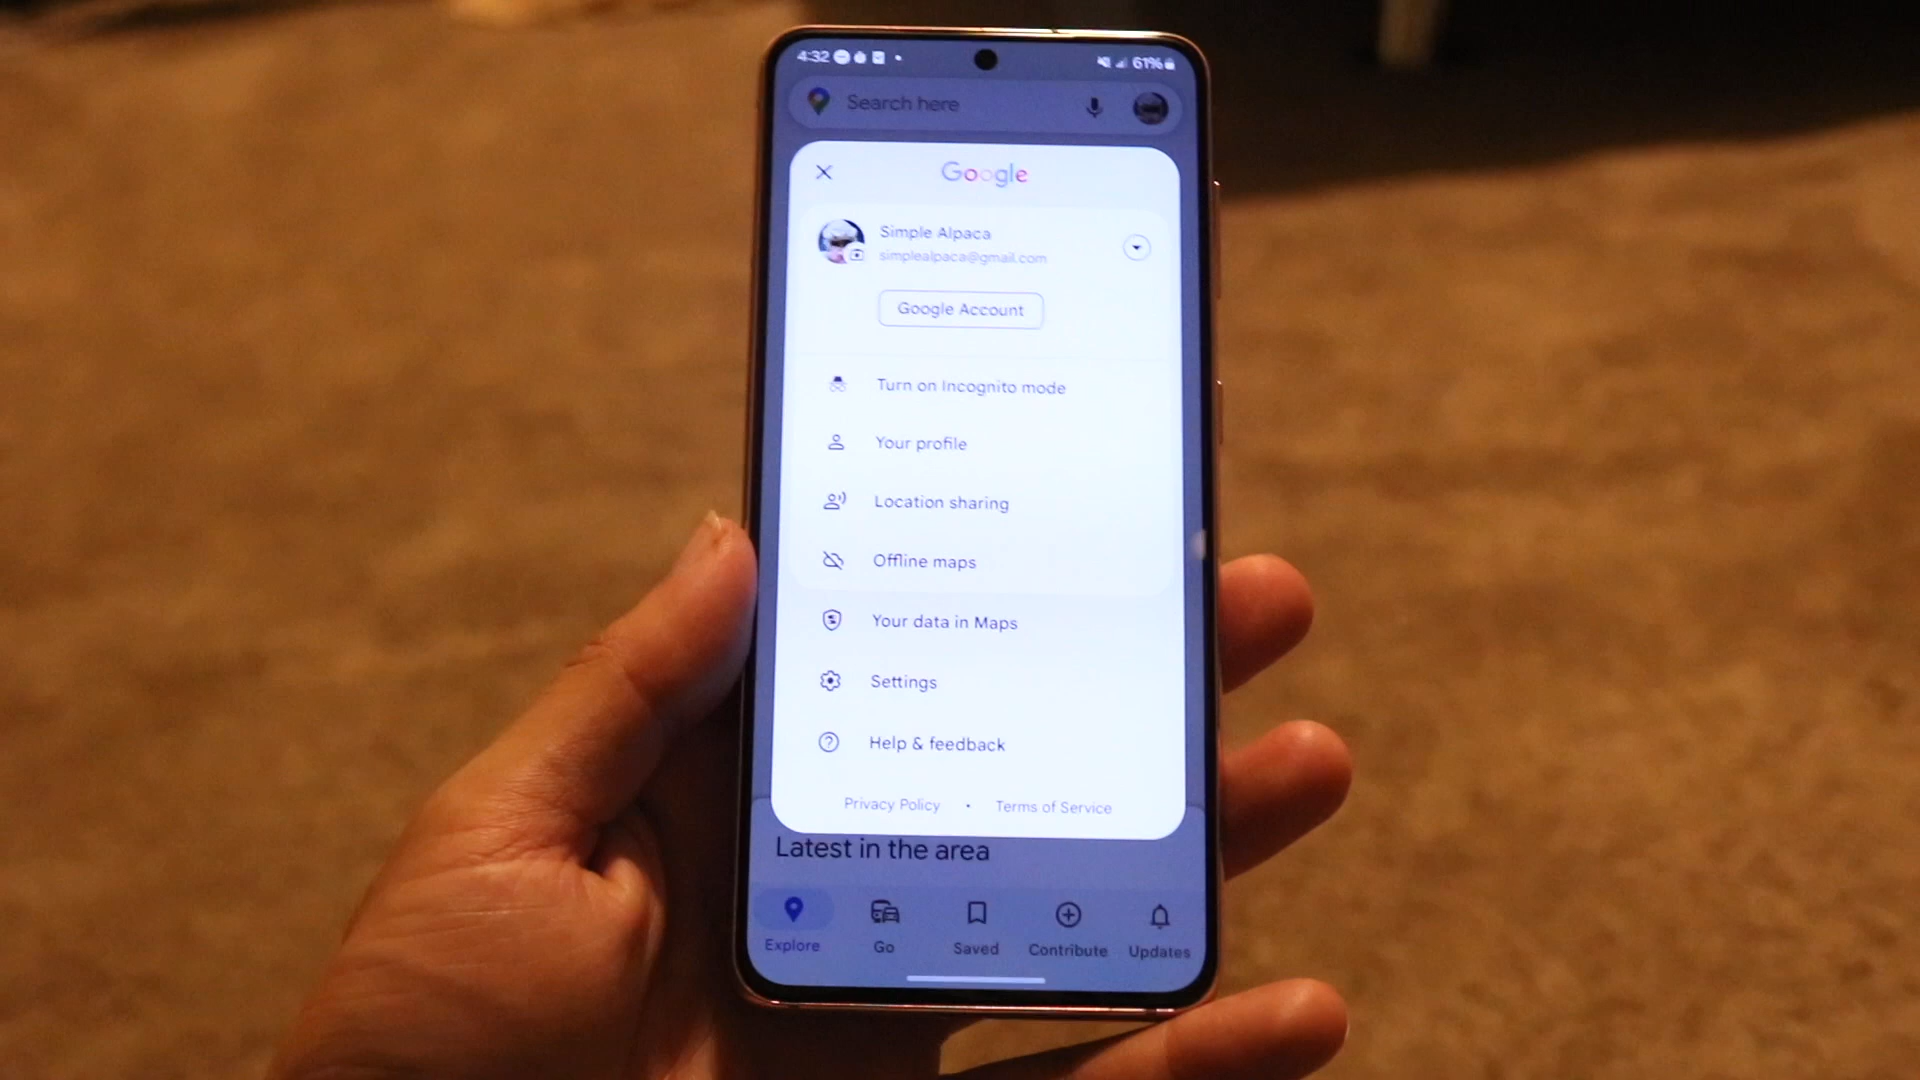 4:32
61%
Search here
Google
Simple Alpaca
simplealpaca@gmail.com
Google Account
Turn on Incognito mode
Your profile
Location sharing
Offline maps
Your data in Maps
Settings
Help & feedback
Privacy Policy • Terms of Service
Latest in the area
Explore
Go
Saved
Contribute
Updates